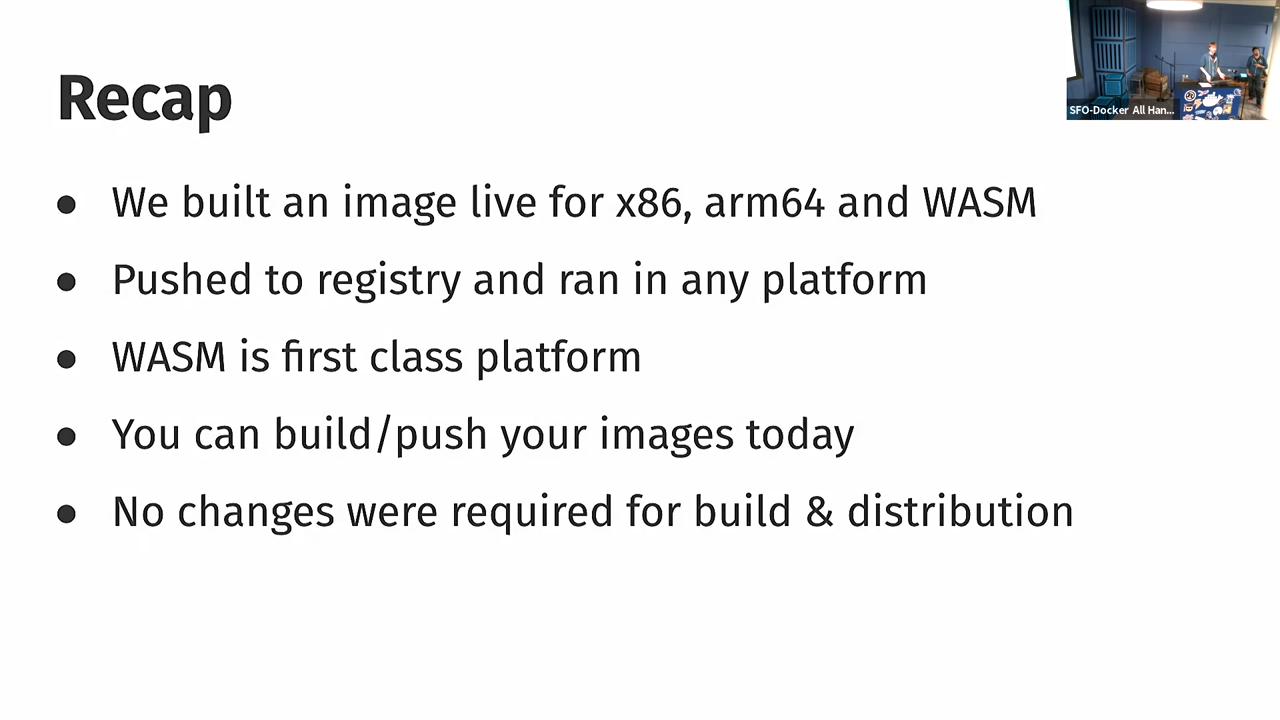 Recap
● We built an image live for x86, arm64 and WASM
● Pushed to registry and ran in any platform
● WASM is first class platform
● You can build/push your images today
● No changes were required for build & distribution
SFO-Docker All Han...